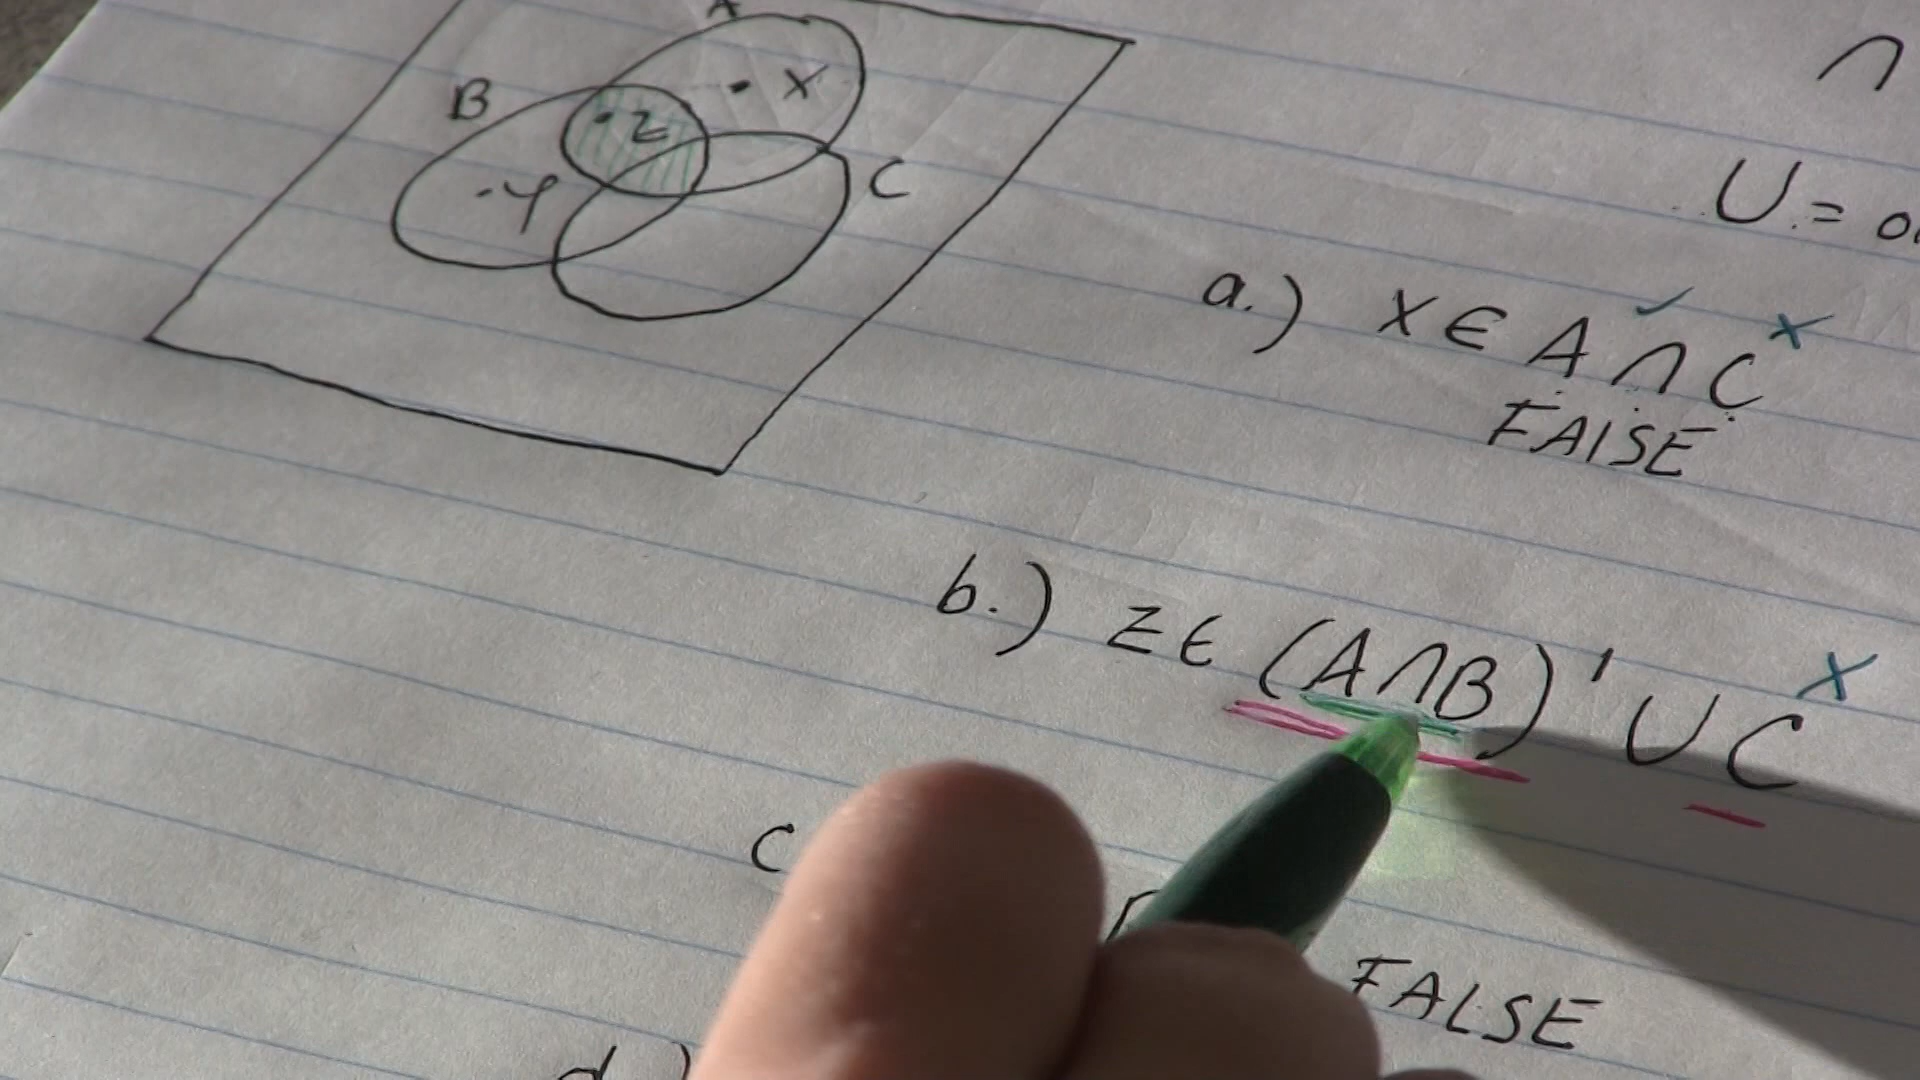 A
X
B
Z
Y
C
∩
U = o
a.) X ∈ A ∩ C
FAlSE
b.) Z ∈ (A∩B)' ∪ C
C
FALSE
d)